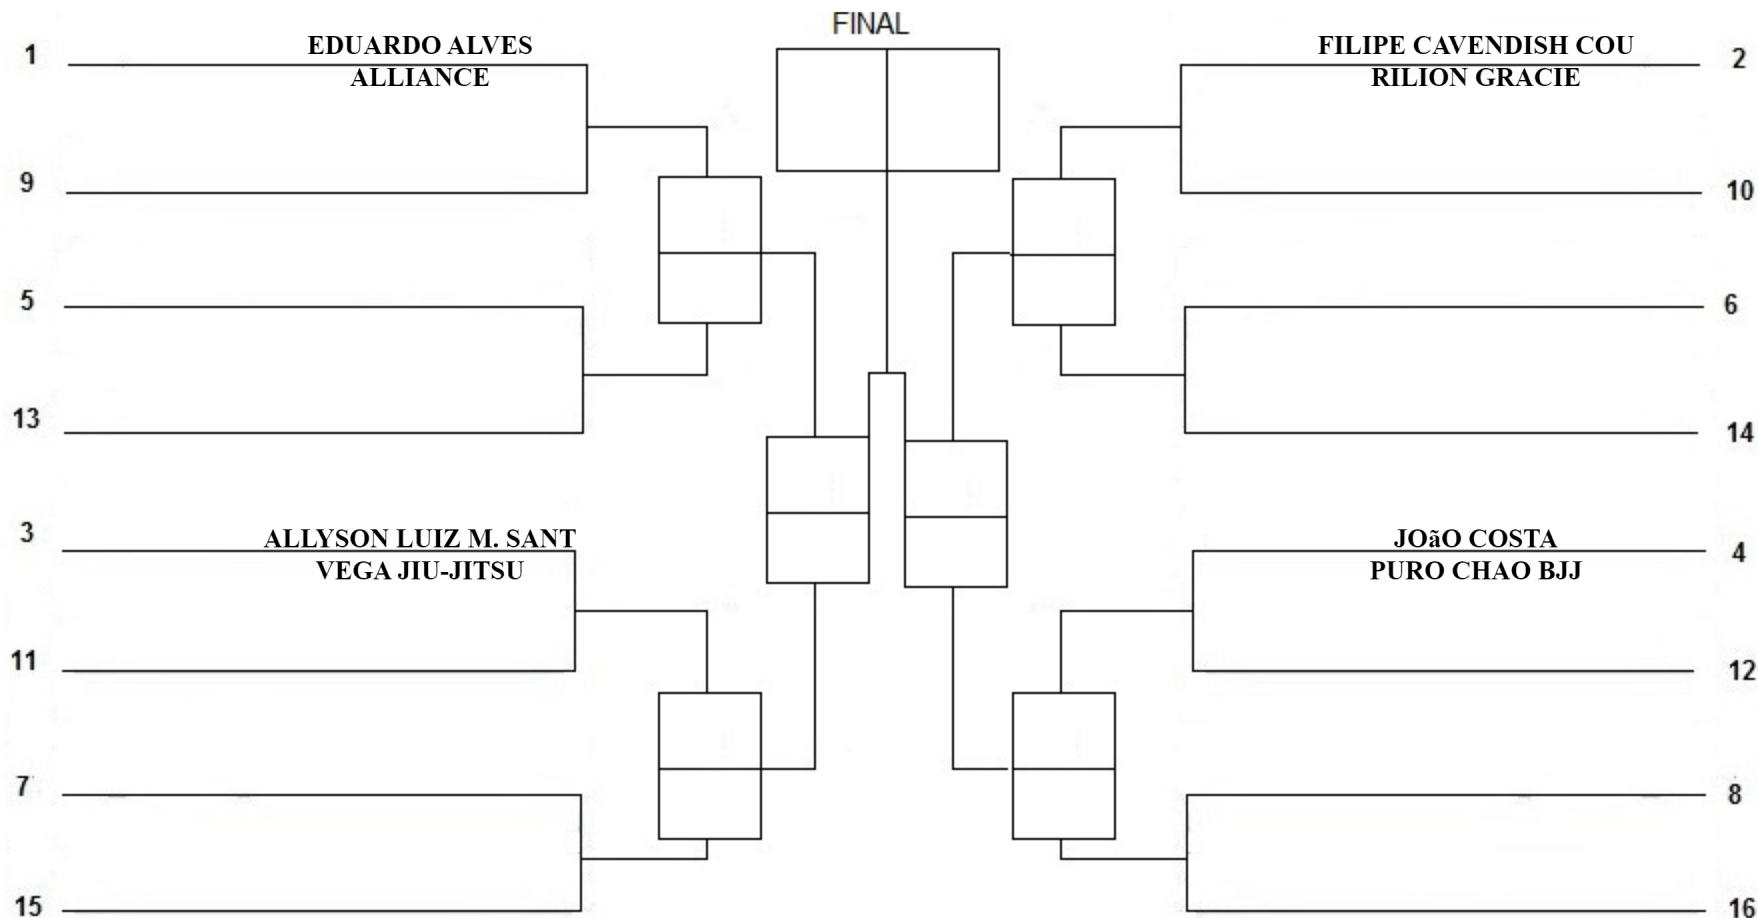 FINAL
1
EDUARDO ALVES
ALLIANCE
FILIPE CAVENDISH COU
RILION GRACIE
2
9
10
5
6
13
14
3
ALLYSON LUIZ M. SANT
VEGA JIU-JITSU
JOãO COSTA
PURO CHAO BJJ
4
11
12
7
8
15
16